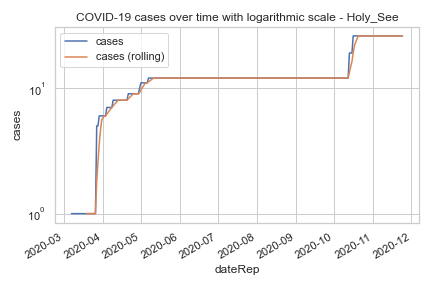 COVID-19 cases over time with logarithmic scale - Holy_See
cases
cases (rolling)
10¹
10⁰
cases
2020-03
2020-04
2020-05
2020-06
2020-07
2020-08
2020-09
2020-10
2020-11
2020-12
dateRep